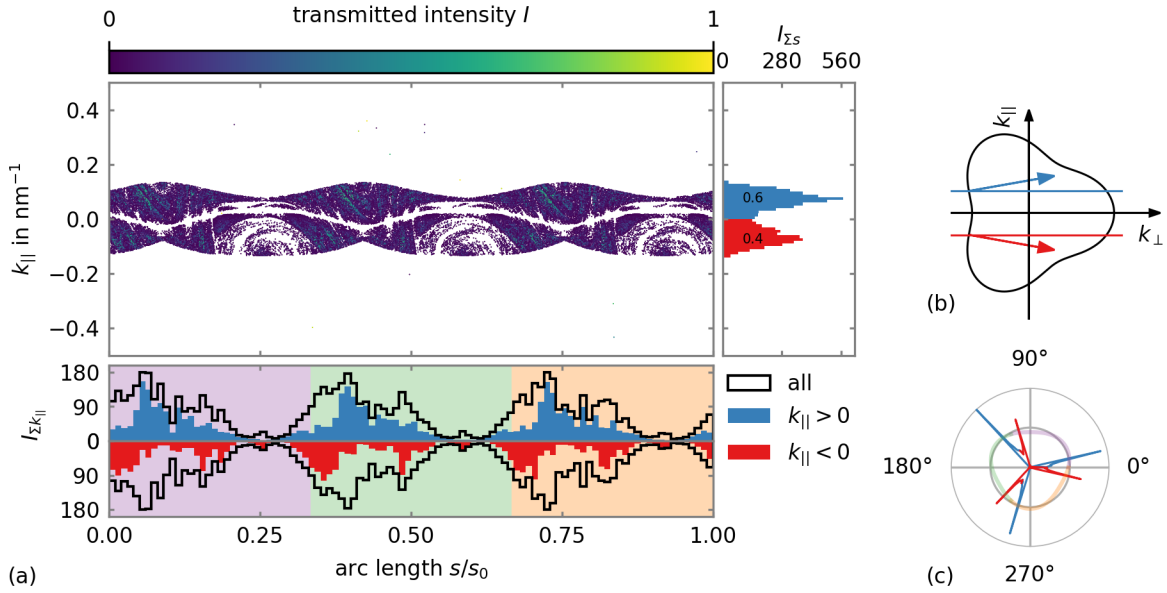 0 transmitted intensity I 1
I_Σs
0 280 560
k_|| in nm⁻¹
0.4
0.2
0.0
−0.2
−0.4
0.6
0.4
I_Σk_||
180
90
0
90
180
0.00 0.25 0.50 0.75 1.00
arc length s/s₀
(a)
all
k_|| > 0
k_|| < 0
k_||
k_⊥
(b)
90°
180° 0°
270°
(c)